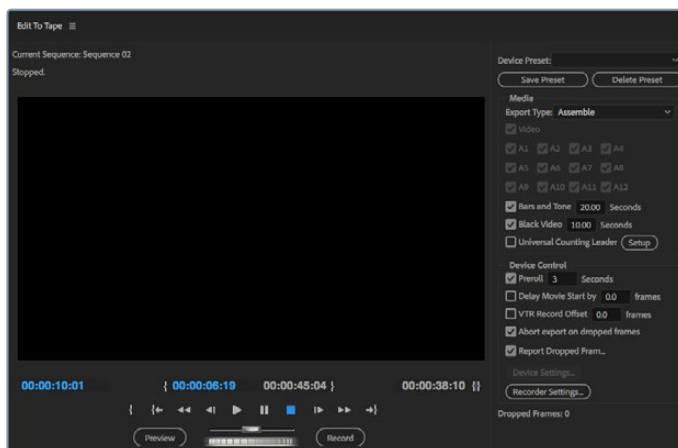 Edit To Tape
Current Sequence: Sequence 02
Stopped.
00:00:10:01
{ 00:00:06:19
00:00:45:04 }
00:00:38:10 {}
Preview
Record
Device Preset:
Save Preset
Delete Preset
Media
Export Type: Assemble
Video
A1 A2 A3 A4
A5 A6 A7 A8
A9 A10 A11 A12
Bars and Tone 20.00 Seconds
Black Video 10.00 Seconds
Universal Counting Leader Setup
Device Control
Preroll 3 Seconds
Delay Movie Start by 0.0 frames
VTR Record Offset 0.0 frames
Abort export on dropped frames
Report Dropped Fram...
Device Settings...
Recorder Settings...
Dropped Frames: 0